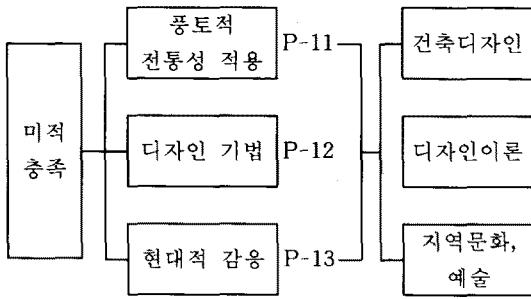 풍토적
전통성 적용
P-11
건축디자인
미적
충족
디자인 기법
P-12
디자인이론
현대적 감응
P-13
지역문화,
예술